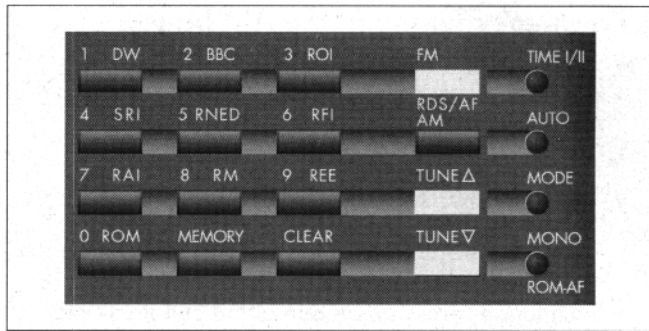 1 DW 2 BBC 3 ROI FM TIME I/II
RDS/AF
4 SRI 5 RNED 6 RFI AM AUTO
7 RAI 8 RM 9 REE TUNE △ MODE
0 ROM MEMORY CLEAR TUNE ▽ MONO
ROM-AF